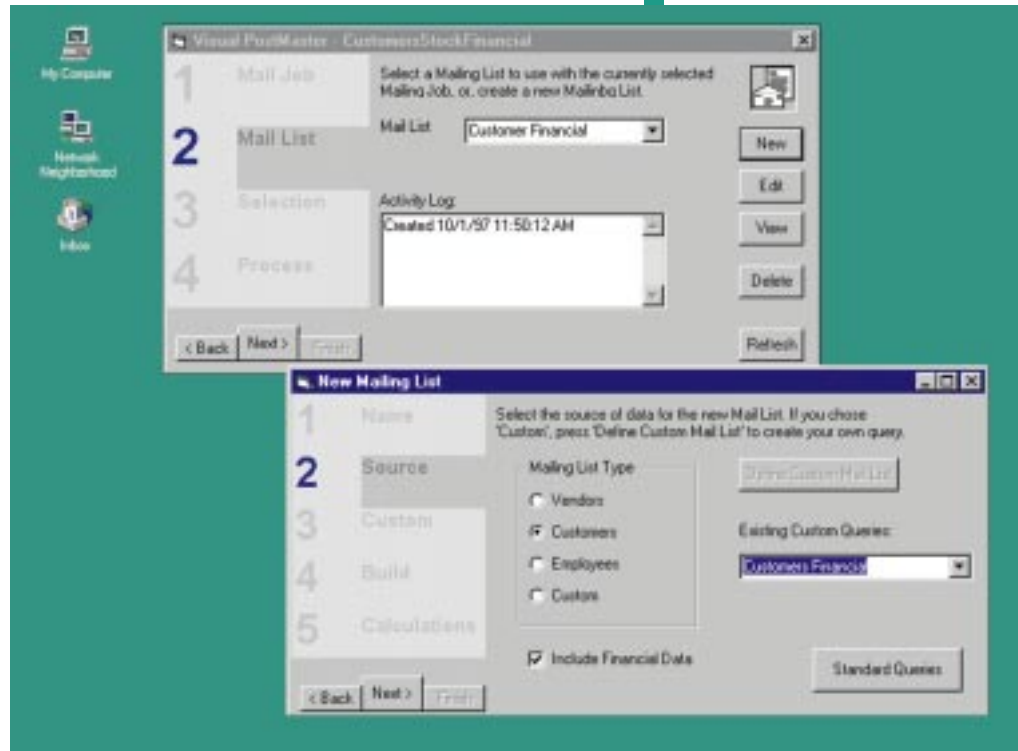 My Computer
Network
Neighborhood
Inbox
Visual PostMaster - CustomersStockFinancial
1 Mail Job
2 Mail List
3 Selection
4 Process
Select a Mailing List to use with the currently selected
Mailing Job, or, create a new Mailinba List.
Mail List Customer Financial
Activity Log:
Created 10/1/97 11:50:12 AM
New
Edit
View
Delete
Refresh
< Back Next > Finish
New Mailing List
1 Name
2 Source
3 Custom
4 Build
5 Calculations
Select the source of data for the new Mail List. If you chose
'Custom', press 'Define Custom Mail List' to create your own query.
Mailing List Type
Vendors
Customers
Employees
Custom
Include Financial Data
Define Custom Mail List
Existing Custom Queries:
Customers Financial
Standard Queries
< Back Next > Finish